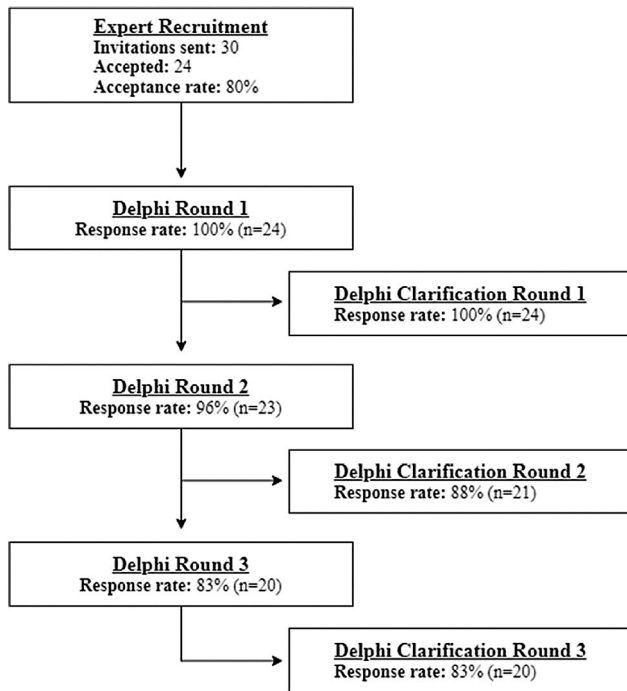 Expert Recruitment
Invitations sent: 30
Accepted: 24
Acceptance rate: 80%
Delphi Round 1
Response rate: 100% (n=24)
Delphi Clarification Round 1
Response rate: 100% (n=24)
Delphi Round 2
Response rate: 96% (n=23)
Delphi Clarification Round 2
Response rate: 88% (n=21)
Delphi Round 3
Response rate: 83% (n=20)
Delphi Clarification Round 3
Response rate: 83% (n=20)